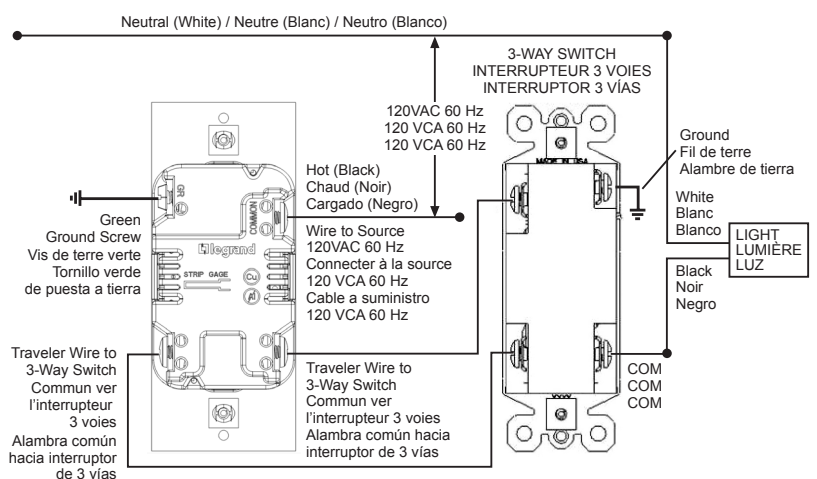 Neutral (White) / Neutre (Blanc) / Neutro (Blanco)
3-WAY SWITCH
INTERRUPTEUR 3 VOIES
INTERRUPTOR 3 VÍAS
120VAC 60 Hz
120 VCA 60 Hz
120 VCA 60 Hz
MADE IN USA
Ground
Fil de terre
Alambre de tierra
Hot (Black)
Chaud (Noir)
Cargado (Negro)
GR
COMMON
Green
Ground Screw
Vis de terre verte
Tornillo verde
de puesta a tierra
legrand
STRIP GAGE
Cu
Al
Wire to Source
120VAC 60 Hz
Connecter à la source
120 VCA 60 Hz
Cable a suministro
120 VCA 60 Hz
White
Blanc
Blanco
LIGHT
LUMIÈRE
LUZ
Black
Noir
Negro
Traveler Wire to
3-Way Switch
Commun ver
l'interrupteur
3 voies
Alambra común
hacia interruptor
de 3 vías
Traveler Wire to
3-Way Switch
Commun ver
l'interrupteur 3 voies
Alambra común hacia
interruptor de 3 vías
COM
COM
COM